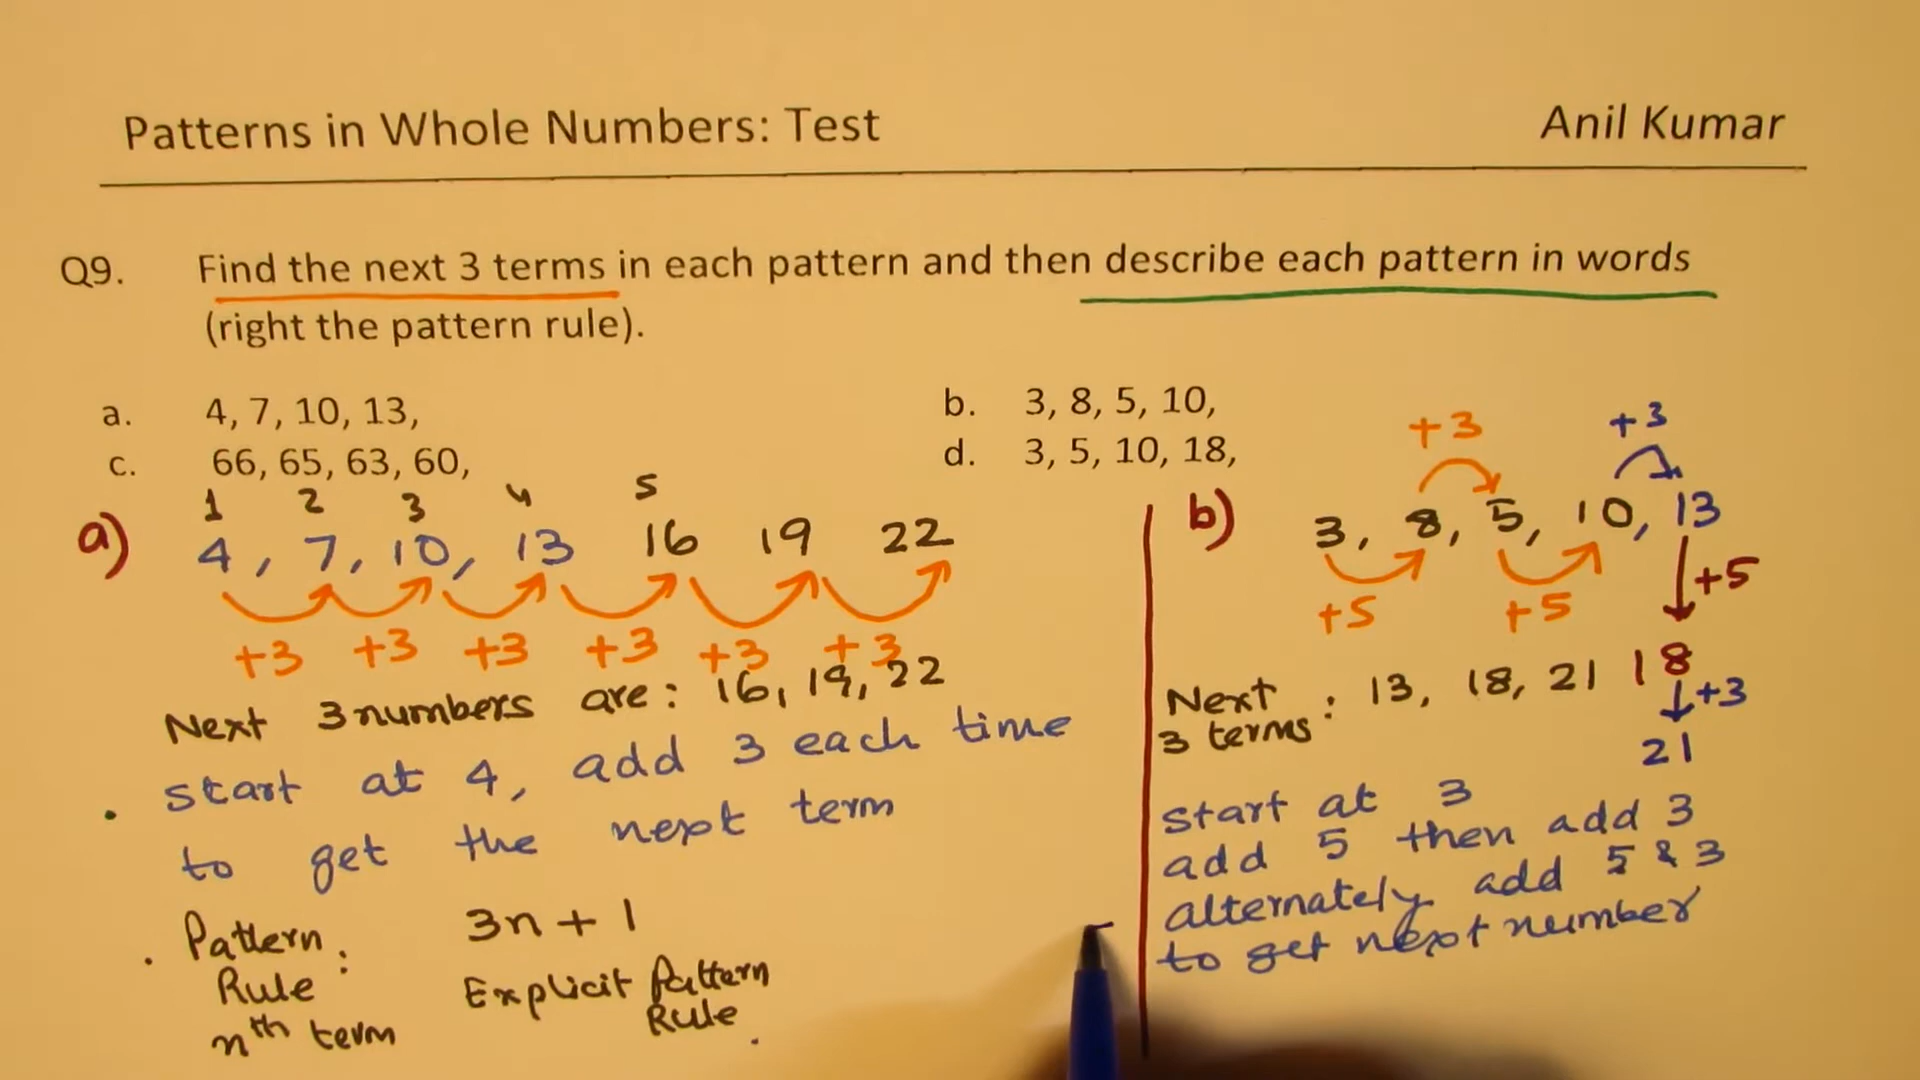 Patterns in Whole Numbers: Test
Anil Kumar
Q9. Find the next 3 terms in each pattern and then describe each pattern in words
(right the pattern rule).
a. 4, 7, 10, 13,
b. 3, 8, 5, 10,
c. 66, 65, 63, 60,
d. 3, 5, 10, 18,
1 2 3 4 5
a) 4, 7, 10, 13 16 19 22
+3 +3 +3 +3 +3 +3
Next 3 numbers are: 16, 19, 22
. start at 4, add 3 each time
to get the next term
. Pattern Rule: 3n + 1
nth term
Explicit Pattern
Rule.
+3 +3
b) 3, 8, 5, 10, 13
+5 +5 +5
18
+3
21
Next 3 terms: 13, 18, 21
start at 3
add 5 then add 3
alternately add 5 & 3
to get next number